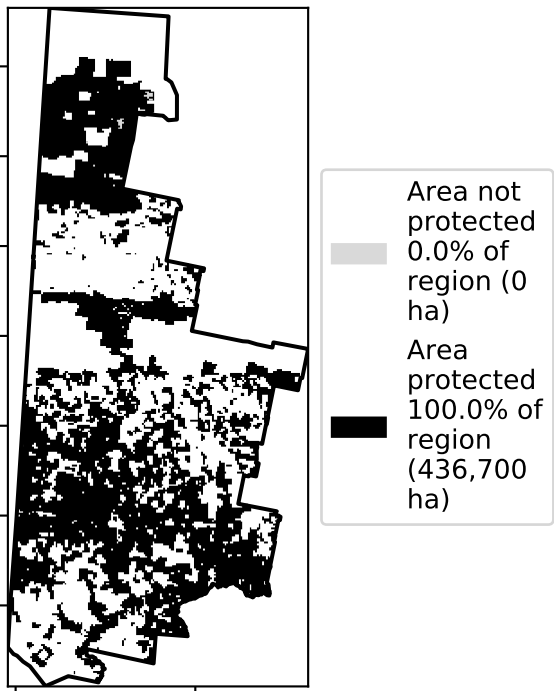 Area not
protected
0.0% of
region (0
ha)
Area
protected
100.0% of
region
(436,700
ha)